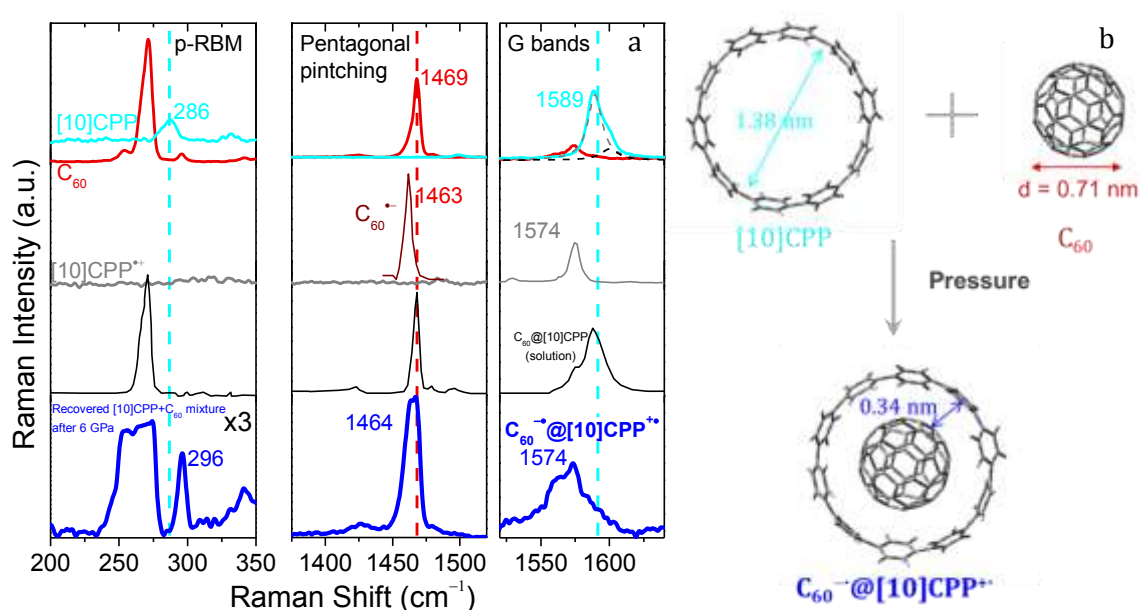 Raman Intensity (a.u.)
p-RBM
[10]CPP
286
C₆₀
[10]CPP•+
Recovered [10]CPP+C₆₀ mixture
after 6 GPa
x3
296
200 250 300 350
Pentagonal
pintching
1469
1463
C₆₀•−
1464
1400 1450 1500
G bands
a
1589
1574
C₆₀@[10]CPP
(solution)
C₆₀−•@[10]CPP+•
1574
1550 1600
Raman Shift (cm−1)
b
1.38 nm
[10]CPP
d = 0.71 nm
C₆₀
Pressure
0.34 nm
C₆₀−·@[10]CPP+·